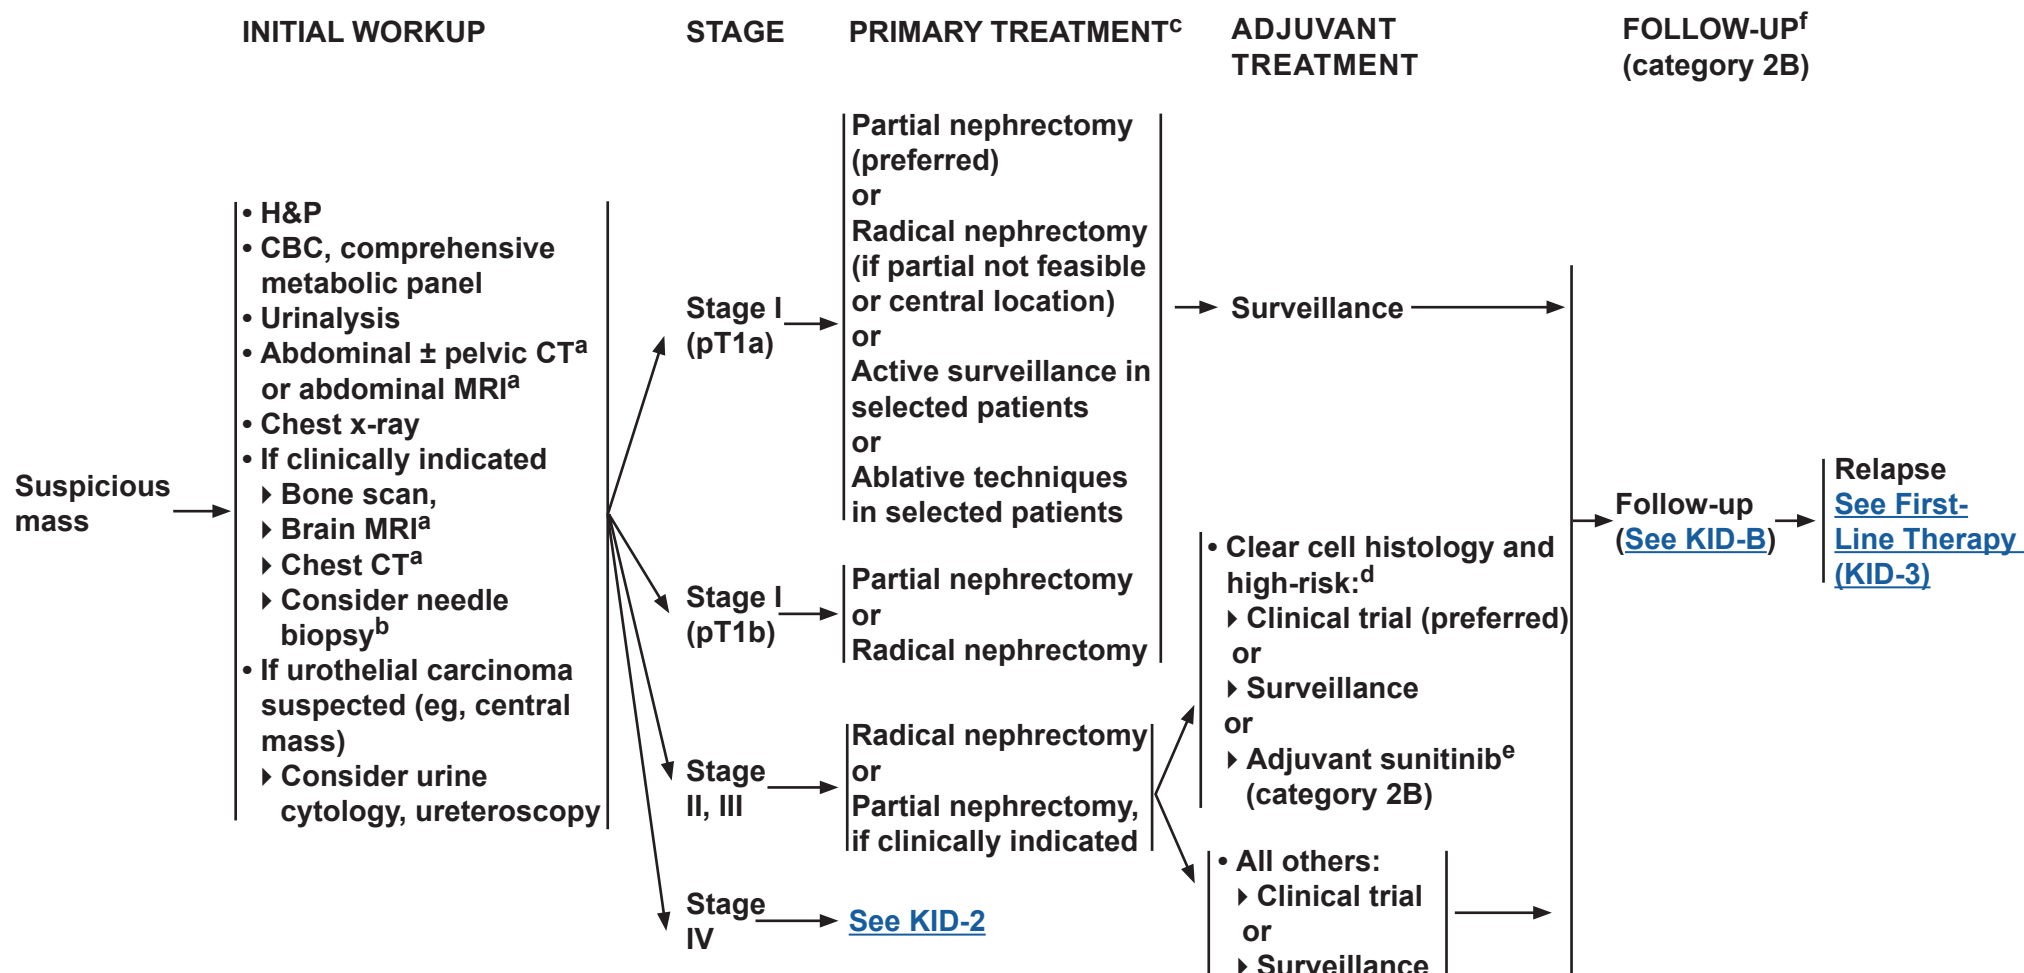 INITIAL WORKUP
STAGE
PRIMARY TREATMENTc
ADJUVANT
TREATMENT
FOLLOW-UPf
(category 2B)
Suspicious
mass
• H&P
• CBC, comprehensive
metabolic panel
• Urinalysis
• Abdominal ± pelvic CTa
or abdominal MRIa
• Chest x-ray
• If clinically indicated
Bone scan,
Brain MRIa
Chest CTa
Consider needle
biopsyb
• If urothelial carcinoma
suspected (eg, central
mass)
Consider urine
cytology, ureteroscopy
Stage I
(pT1a)
Partial nephrectomy
(preferred)
or
Radical nephrectomy
(if partial not feasible
or central location)
or
Active surveillance in
selected patients
or
Ablative techniques
in selected patients
Surveillance
Stage I
(pT1b)
Partial nephrectomy
or
Radical nephrectomy
Stage
II, III
Radical nephrectomy
or
Partial nephrectomy,
if clinically indicated
• Clear cell histology and
high-risk:d
Clinical trial (preferred)
or
Surveillance
or
Adjuvant sunitinibe
(category 2B)
• All others:
Clinical trial
or
Surveillance
Stage
IV
See KID-2
Follow-up
(See KID-B)
Relapse
See First-
Line Therapy
(KID-3)